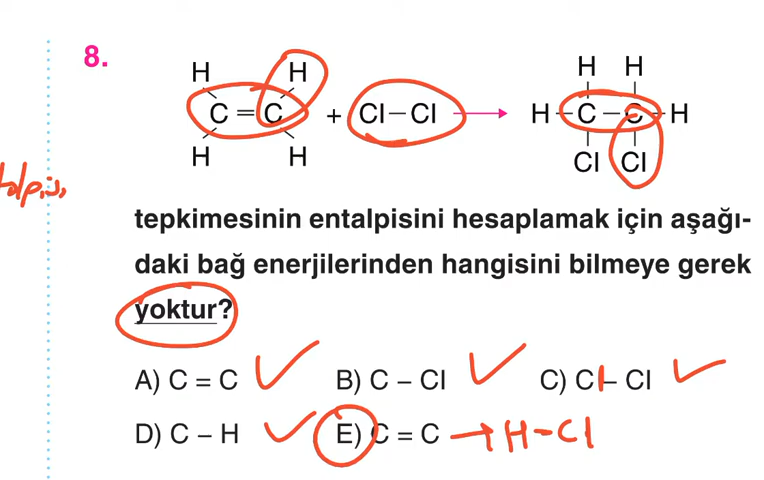 8.
H H H H
C = C + Cl – Cl → H – C – C – H
H H Cl Cl
tepkimesinin entalpisini hesaplamak için aşağı-
daki bağ enerjilerinden hangisini bilmeye gerek
yoktur?
A) C = C B) C – Cl C) Cl – Cl
D) C – H E) C = C → H – Cl